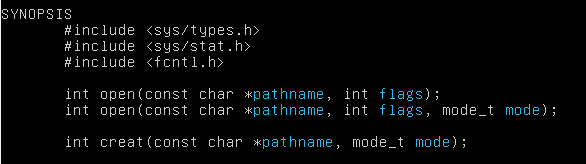 SYNOPSIS
#include <sys/types.h>
#include <sys/stat.h>
#include <fcntl.h>
int open(const char *pathname, int flags);
int open(const char *pathname, int flags, mode_t mode);
int creat(const char *pathname, mode_t mode);